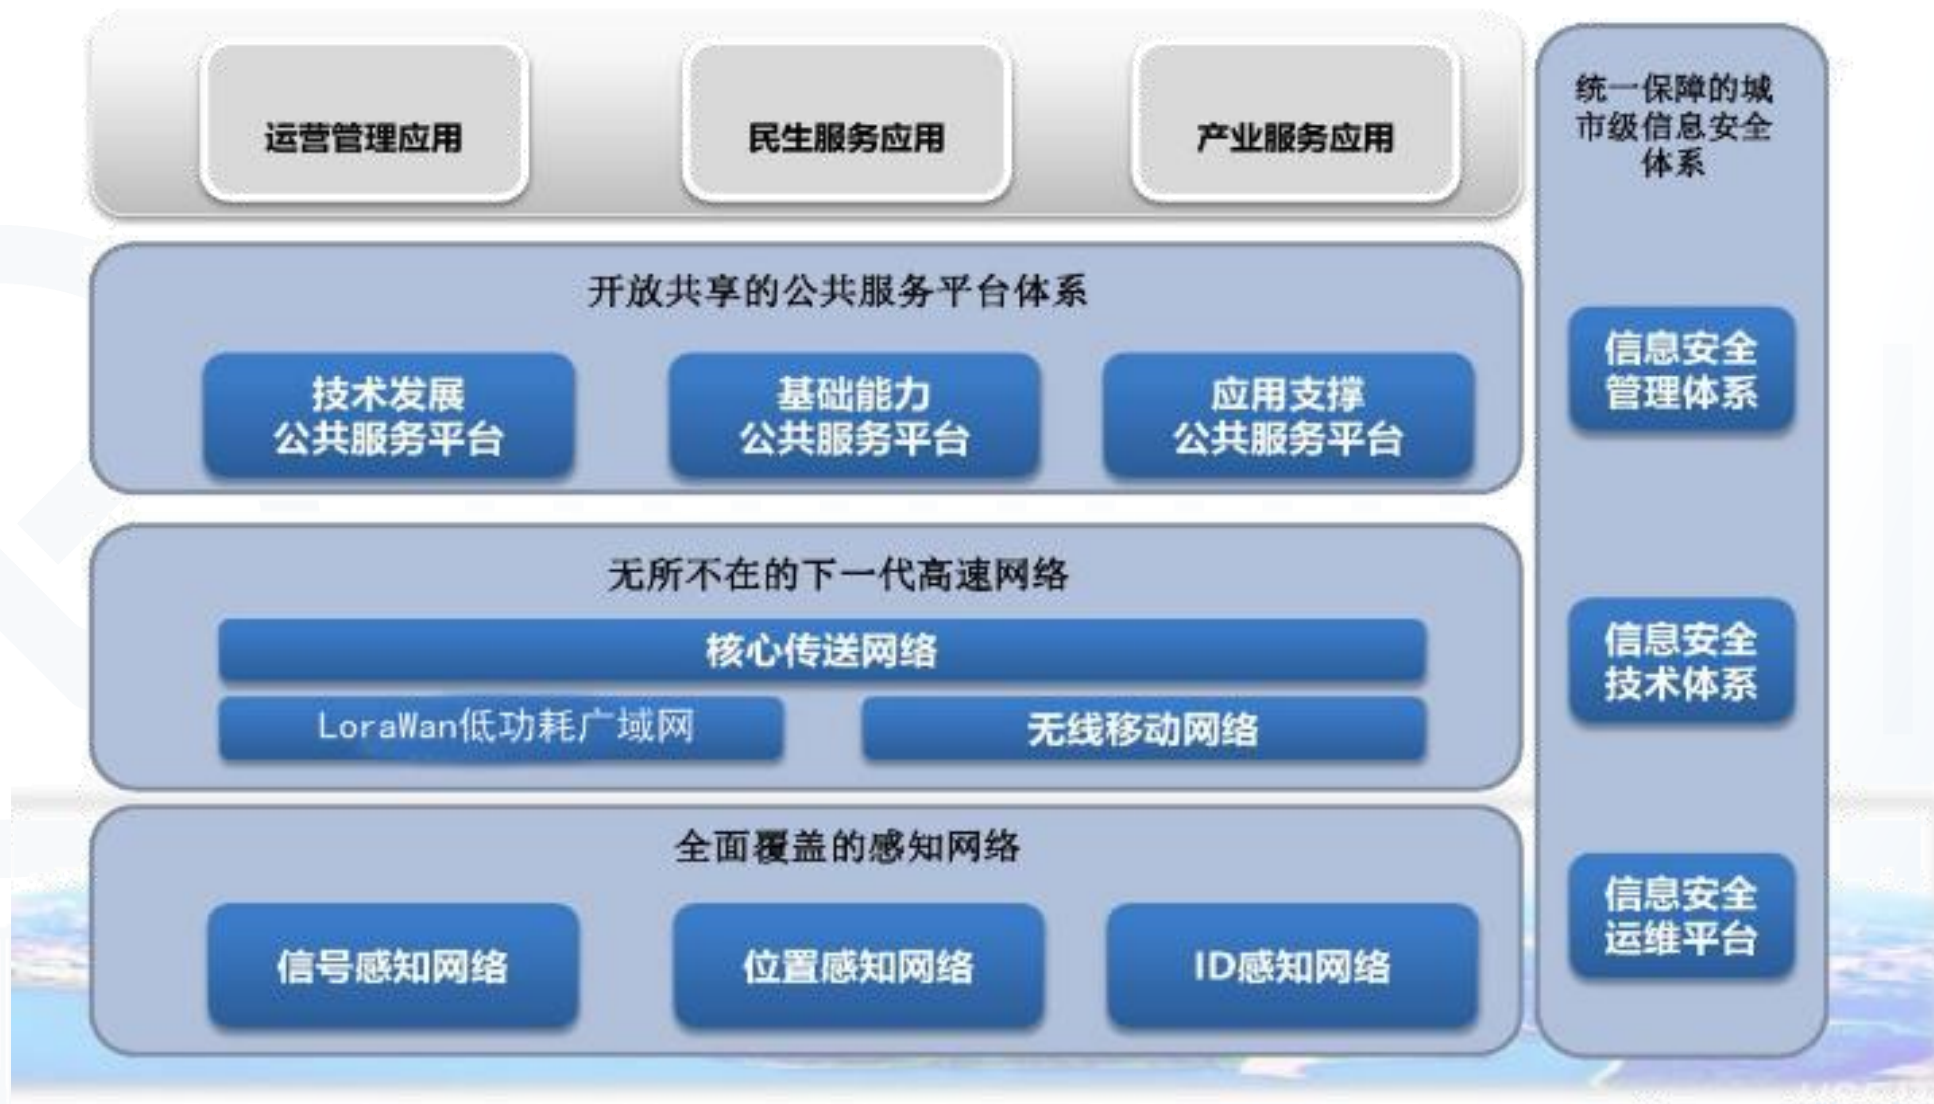 运营管理应用
民生服务应用
产业服务应用
开放共享的公共服务平台体系
技术发展
公共服务平台
基础能力
公共服务平台
应用支撑
公共服务平台
无所不在的下一代高速网络
核心传送网络
LoraWan低功耗广域网
无线移动网络
全面覆盖的感知网络
信号感知网络
位置感知网络
ID感知网络
统一保障的城
市级信息安全
体系
信息安全
管理体系
信息安全
技术体系
信息安全
运维平台